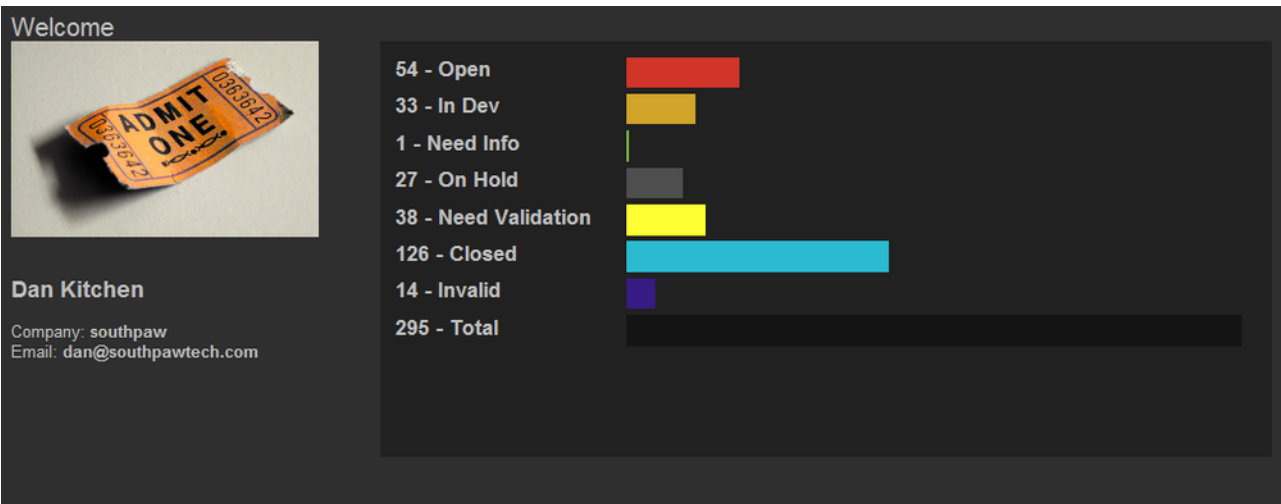 Welcome
0363642
ADMIT
ONE
0363642
Dan Kitchen
Company: southpaw
Email: dan@southpawtech.com
54 - Open
33 - In Dev
1 - Need Info
27 - On Hold
38 - Need Validation
126 - Closed
14 - Invalid
295 - Total